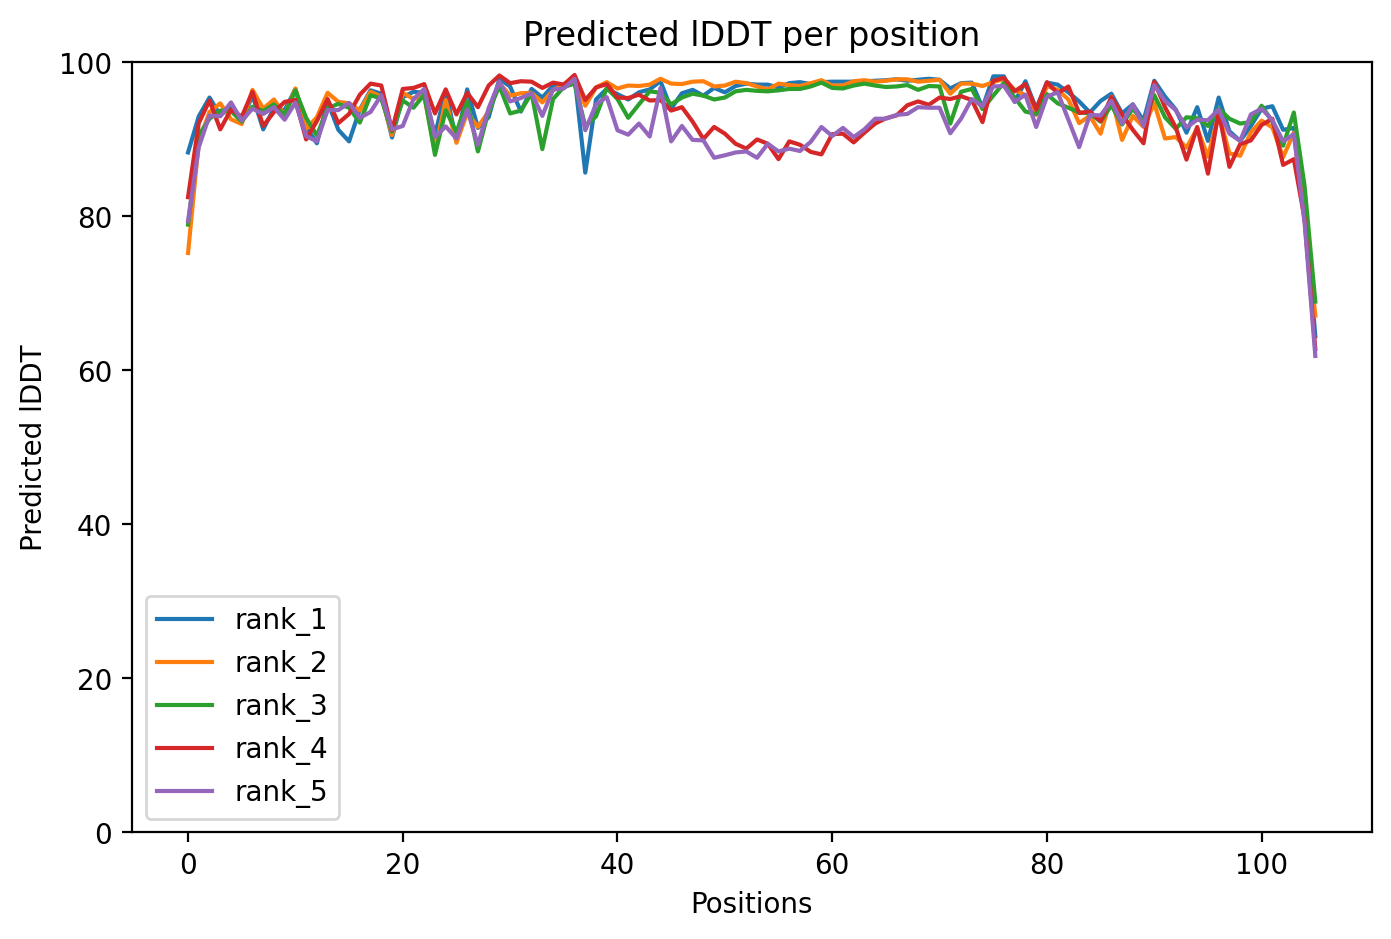 Predicted lDDT per position
100
80
60
40
20
0
Predicted lDDT
rank_1
rank_2
rank_3
rank_4
rank_5
0 20 40 60 80 100
Positions